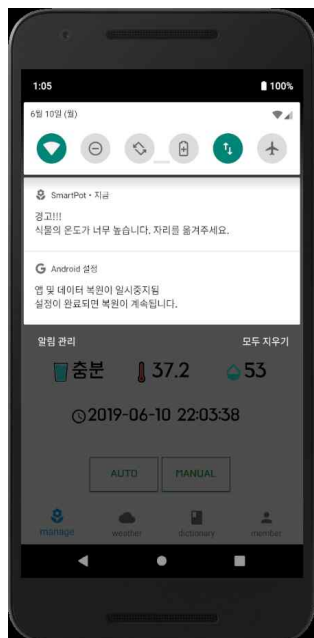 1:05
100%
6월 10일 (월)
SmartPot • 지금
경고!!!
식물의 온도가 너무 높습니다. 자리를 옮겨주세요.
G Android 설정
앱 및 데이터 복원이 일시중지됨
설정이 완료되면 복원이 계속됩니다.
알림 관리
모두 지우기
충분
37.2
53
2019-06-10 22:03:38
AUTO
MANUAL
manage
weather
dictionary
member